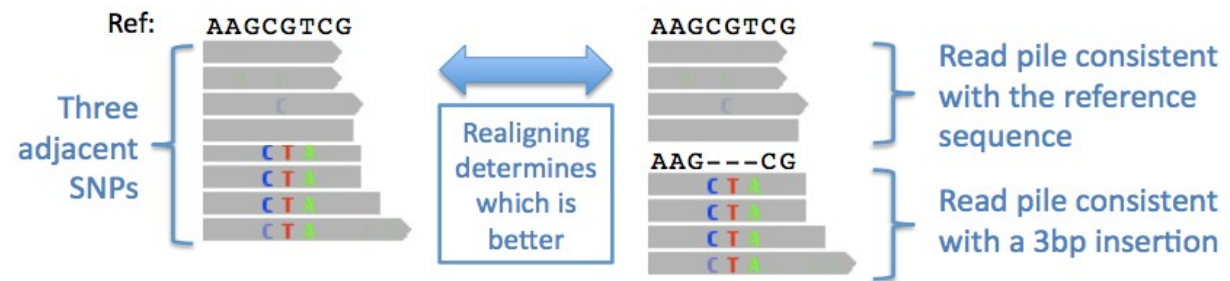 Ref: AAGCGTCG
Three
adjacent
SNPs
C
C T A
C T A
C T A
C T A
Realigning
determines
which is
better
AAGCGTCG
C
AAG---CG
C T A
C T A
C T A
C T A
Read pile consistent
with the reference
sequence
Read pile consistent
with a 3bp insertion